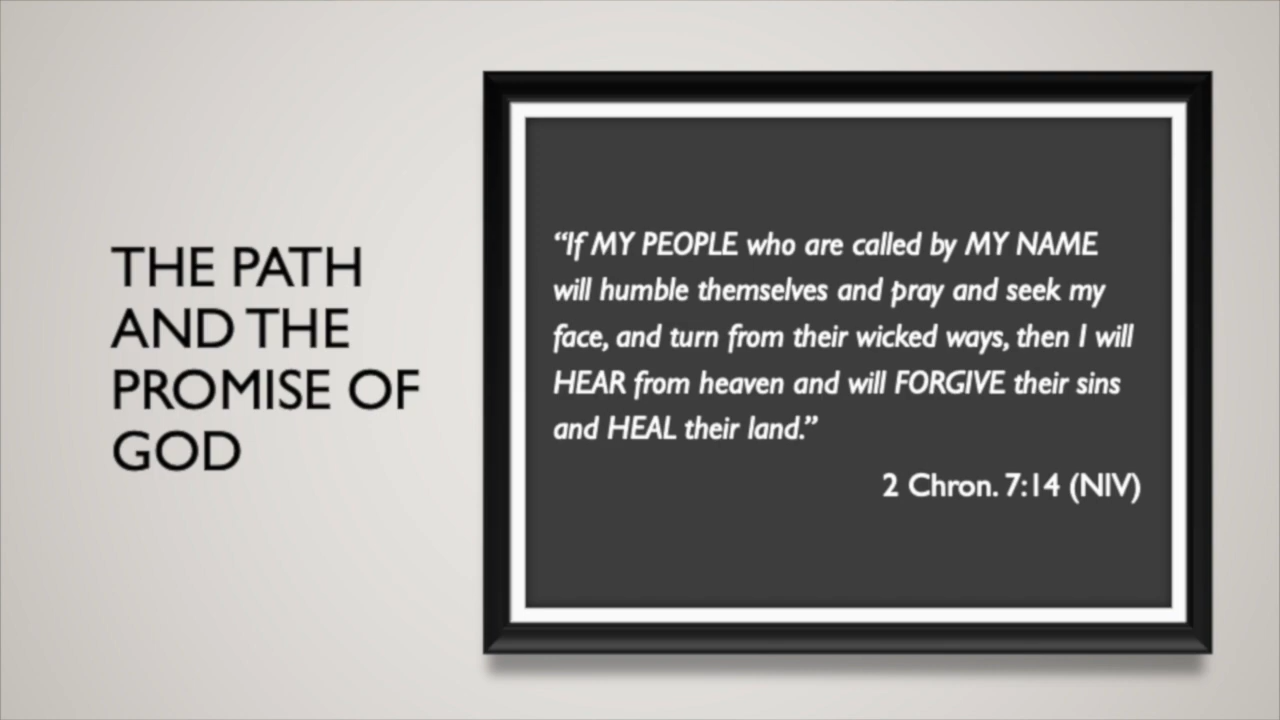 THE PATH
AND THE
PROMISE OF
GOD
“If MY PEOPLE who are called by MY NAME
will humble themselves and pray and seek my
face, and turn from their wicked ways, then I will
HEAR from heaven and will FORGIVE their sins
and HEAL their land.”
2 Chron. 7:14 (NIV)